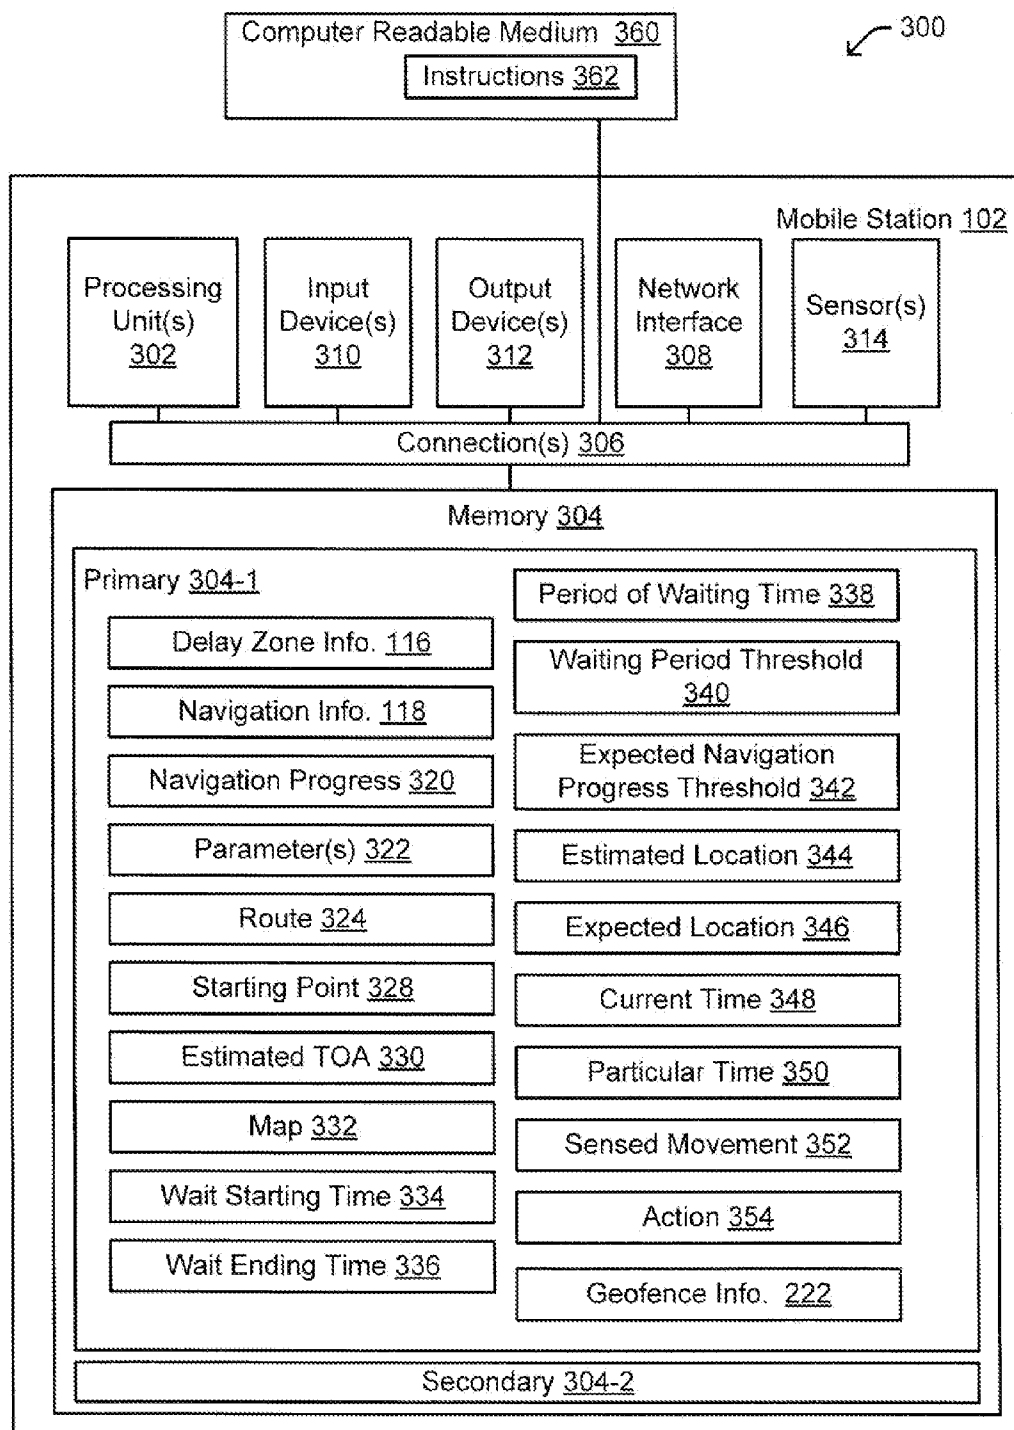 Computer Readable Medium 360
300
Instructions 362
Mobile Station 102
Processing
Unit(s)
302
Input
Device(s)
310
Output
Device(s)
312
Network
Interface
308
Sensor(s)
314
Connection(s) 306
Memory 304
Primary 304-1
Delay Zone Info. 116
Navigation Info. 118
Navigation Progress 320
Parameter(s) 322
Route 324
Starting Point 328
Estimated TOA 330
Map 332
Wait Starting Time 334
Wait Ending Time 336
Period of Waiting Time 338
Waiting Period Threshold
340
Expected Navigation
Progress Threshold 342
Estimated Location 344
Expected Location 346
Current Time 348
Particular Time 350
Sensed Movement 352
Action 354
Geofence Info. 222
Secondary 304-2